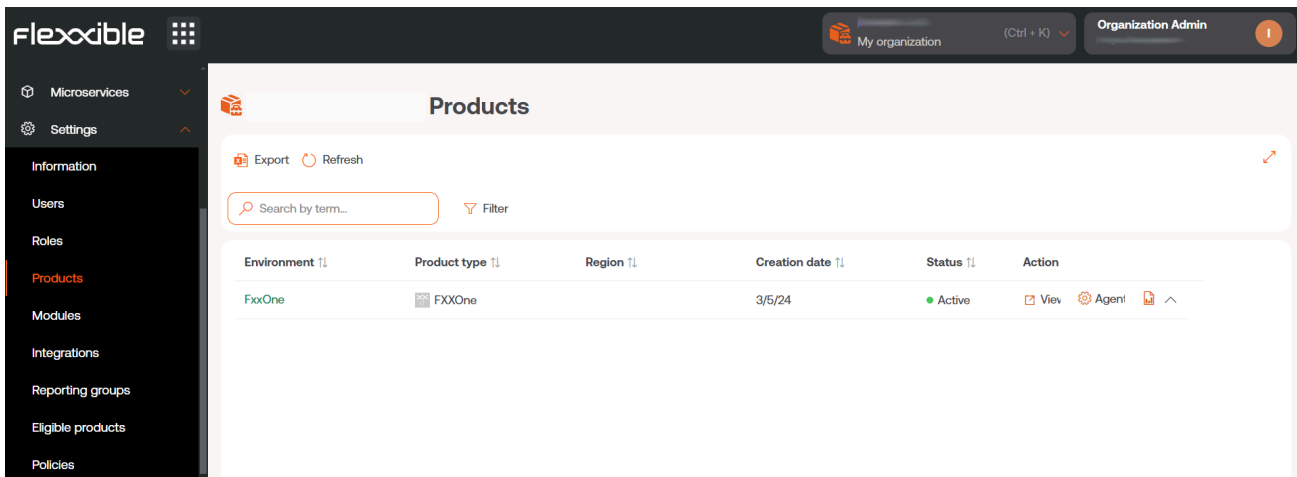 Flexxible
My organization
(Ctrl + K)
Organization Admin
I
Microservices
Settings
Information
Users
Roles
Products
Modules
Integrations
Reporting groups
Eligible products
Policies
Products
Export Refresh
Search by term... Filter
Environment Product type Region Creation date Status Action
FxxOne FXXOne 3/5/24 Active View Agent